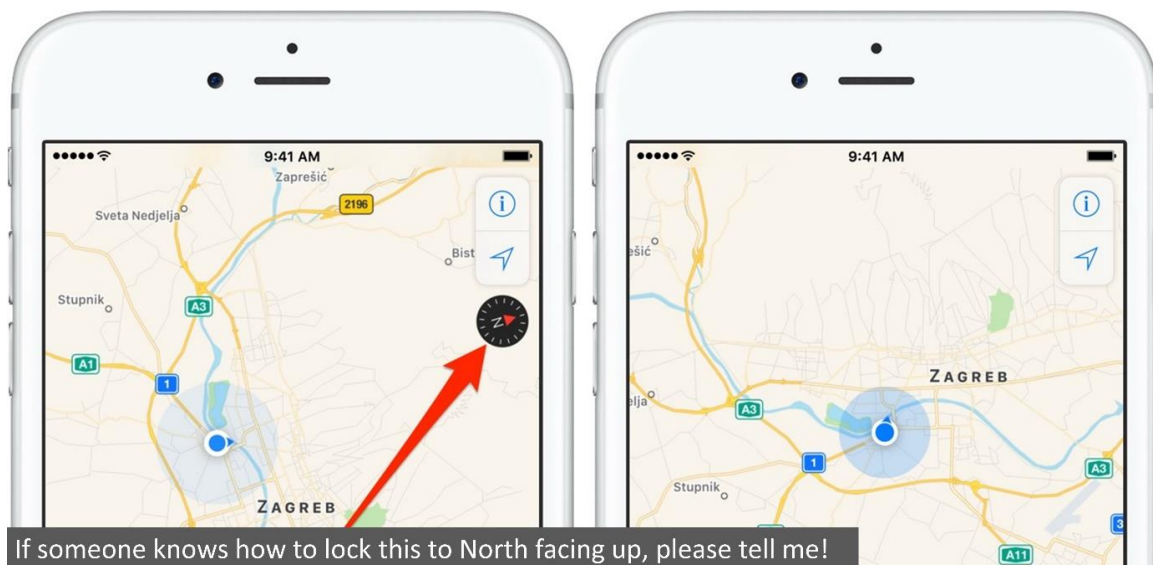 9:41 AM
Zaprešić
2196
Sveta Nedjelja
Bist
Stupnik
A3
N
A1
1
ZAGREB
9:41 AM
ešić
ZAGREB
elja
A3
1
A3
Stupnik
3
A11
If someone knows how to lock this to North facing up, please tell me!